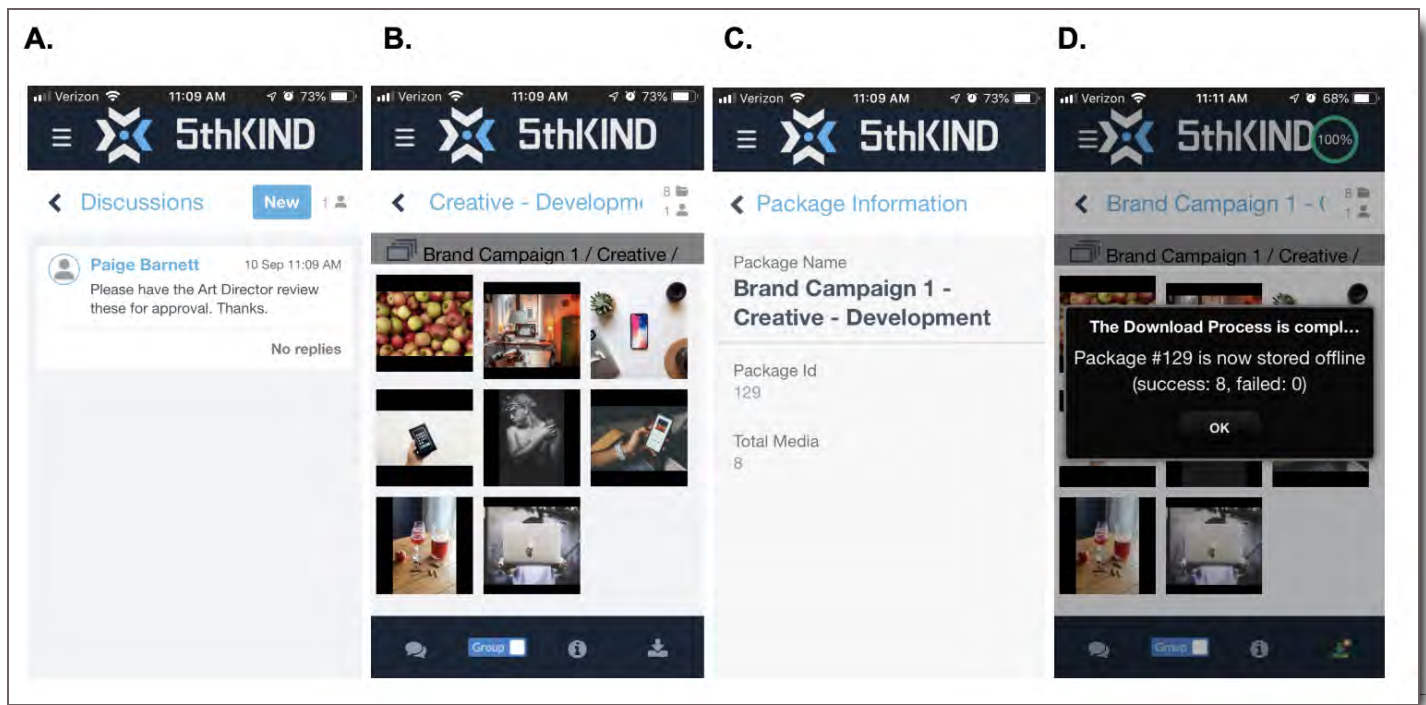 A.
Verizon 11:09 AM 73%
5thKIND
Discussions New 1
Paige Barnett 10 Sep 11:09 AM
Please have the Art Director review
these for approval. Thanks.
No replies
B.
Verizon 11:09 AM 73%
5thKIND
Creative - Developm 8
1
Brand Campaign 1 / Creative /
Group
C.
Verizon 11:09 AM 73%
5thKIND
Package Information
Package Name
Brand Campaign 1 -
Creative - Development
Package Id
129
Total Media
8
D.
Verizon 11:11 AM 68%
5thKIND 100%
Brand Campaign 1 - 8
1
Brand Campaign 1 / Creative /
The Download Process is compl...
Package #129 is now stored offline
(success: 8, failed: 0)
OK
Group